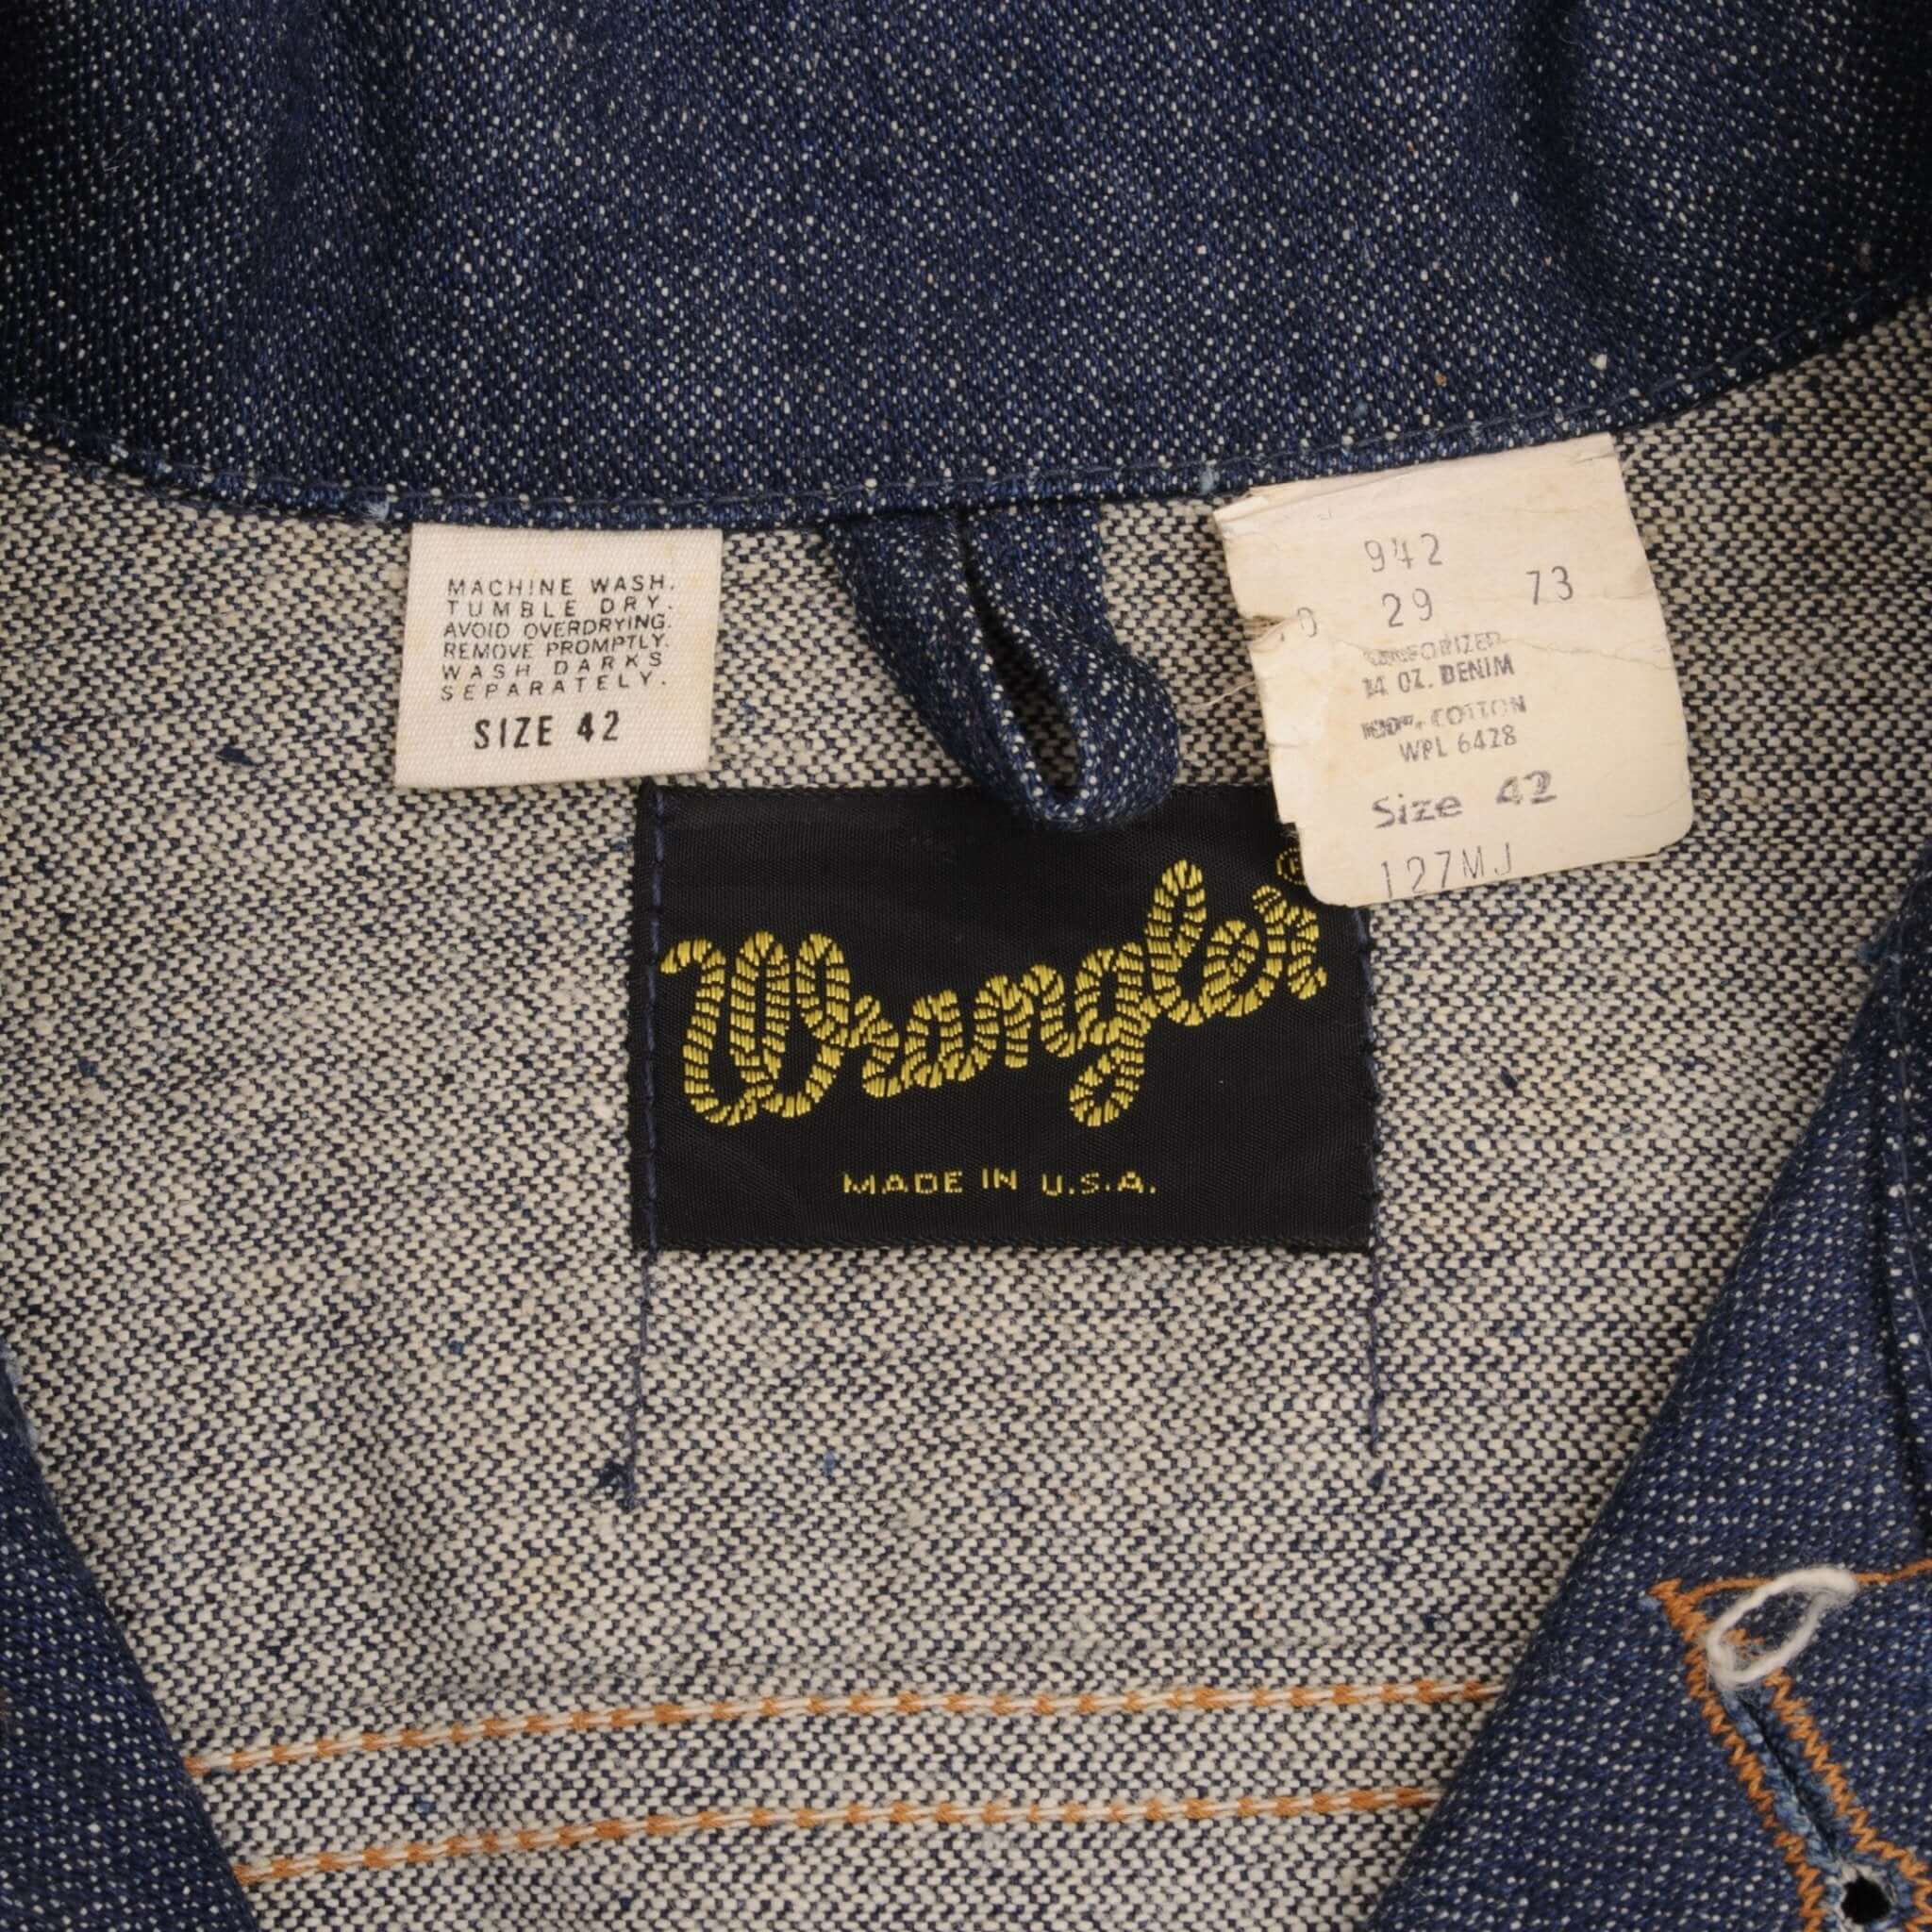 MACHINE WASH.
TUMBLE DRY.
AVOID OVERDRYING.
REMOVE PROMPTLY.
WASH DARKS
SEPARATELY.
SIZE 42
942
29 73
14 OZ. DENIM
100% COTTON
WPL 6428
Size 42
127MJ
Wrangler ®
MADE IN U.S.A.